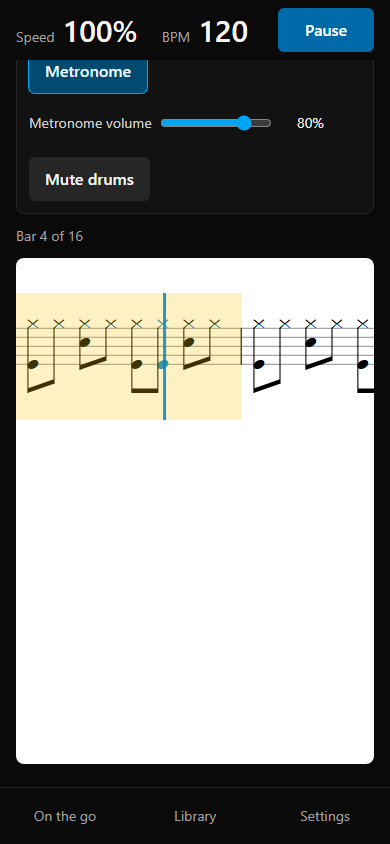 Speed 100% BPM 120 Pause
Metronome
Metronome volume 80%
Mute drums
Bar 4 of 16
On the go Library Settings